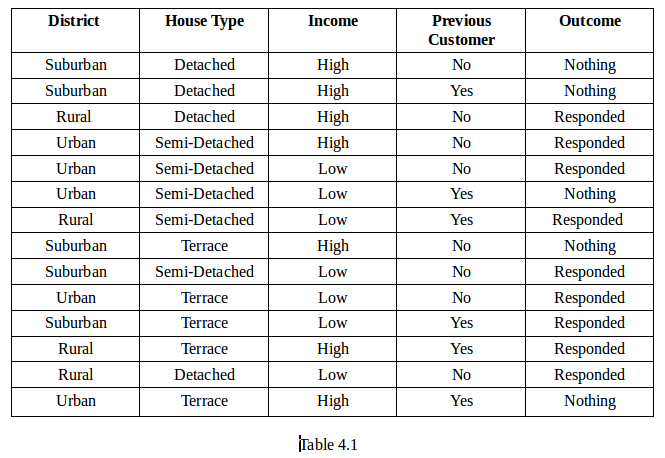 District House Type Income Previous Customer Outcome
Suburban Detached High No Nothing
Suburban Detached High Yes Nothing
Rural Detached High No Responded
Urban Semi-Detached High No Responded
Urban Semi-Detached Low No Responded
Urban Semi-Detached Low Yes Nothing
Rural Semi-Detached Low Yes Responded
Suburban Terrace High No Nothing
Suburban Semi-Detached Low No Responded
Urban Terrace Low No Responded
Suburban Terrace Low Yes Responded
Rural Terrace High Yes Responded
Rural Detached Low No Responded
Urban Terrace High Yes Nothing
Table 4.1